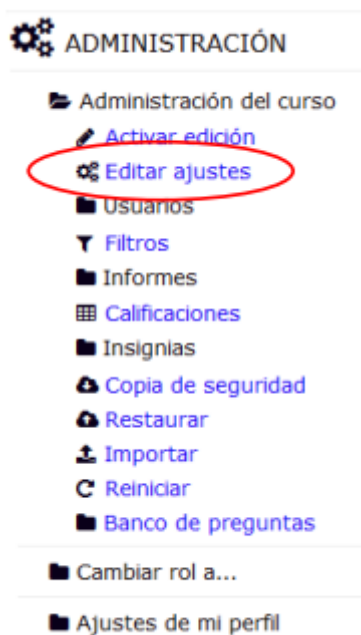 ADMINISTRACIÓN
Administración del curso
Activar edición
Editar ajustes
Usuarios
Filtros
Informes
Calificaciones
Insignias
Copia de seguridad
Restaurar
Importar
Reiniciar
Banco de preguntas
Cambiar rol a...
Ajustes de mi perfil